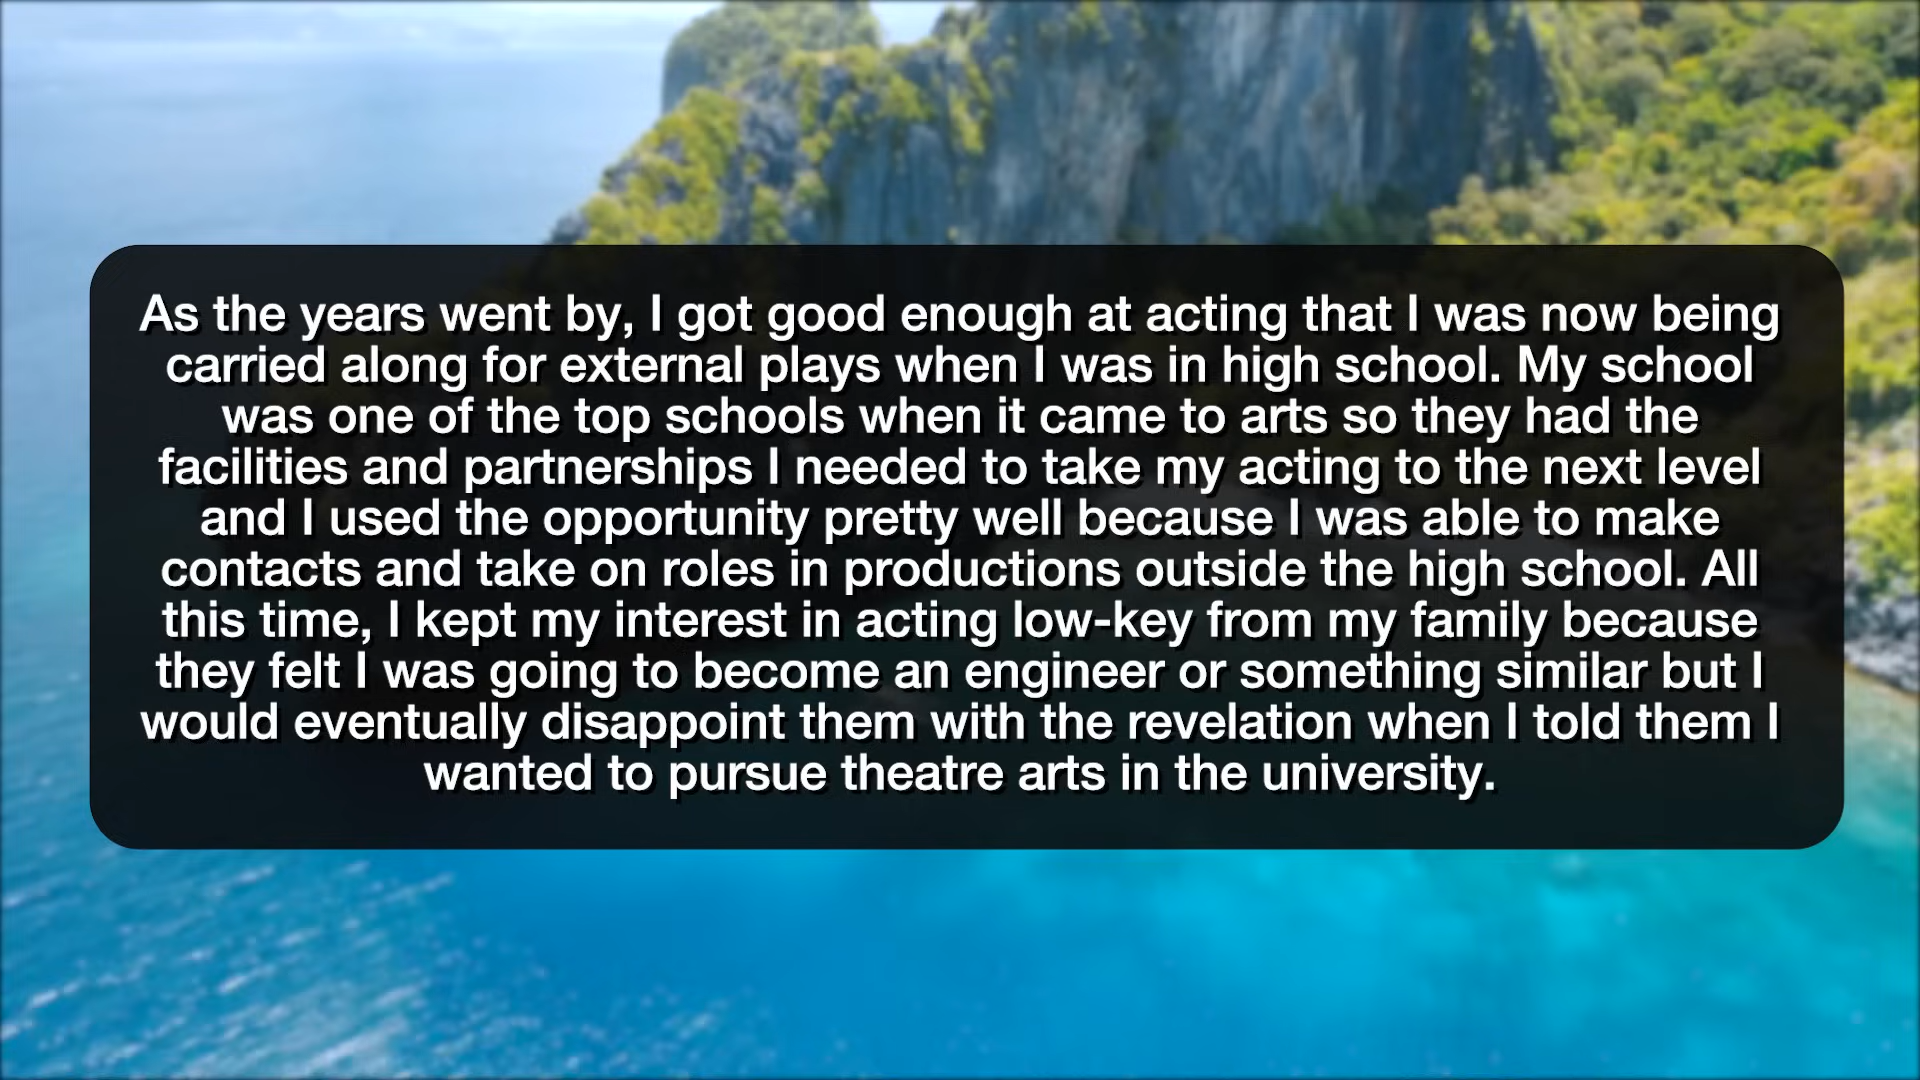 As the years went by, I got good enough at acting that I was now being
carried along for external plays when I was in high school. My school
was one of the top schools when it came to arts so they had the
facilities and partnerships I needed to take my acting to the next level
and I used the opportunity pretty well because I was able to make
contacts and take on roles in productions outside the high school. All
this time, I kept my interest in acting low-key from my family because
they felt I was going to become an engineer or something similar but I
would eventually disappoint them with the revelation when I told them I
wanted to pursue theatre arts in the university.